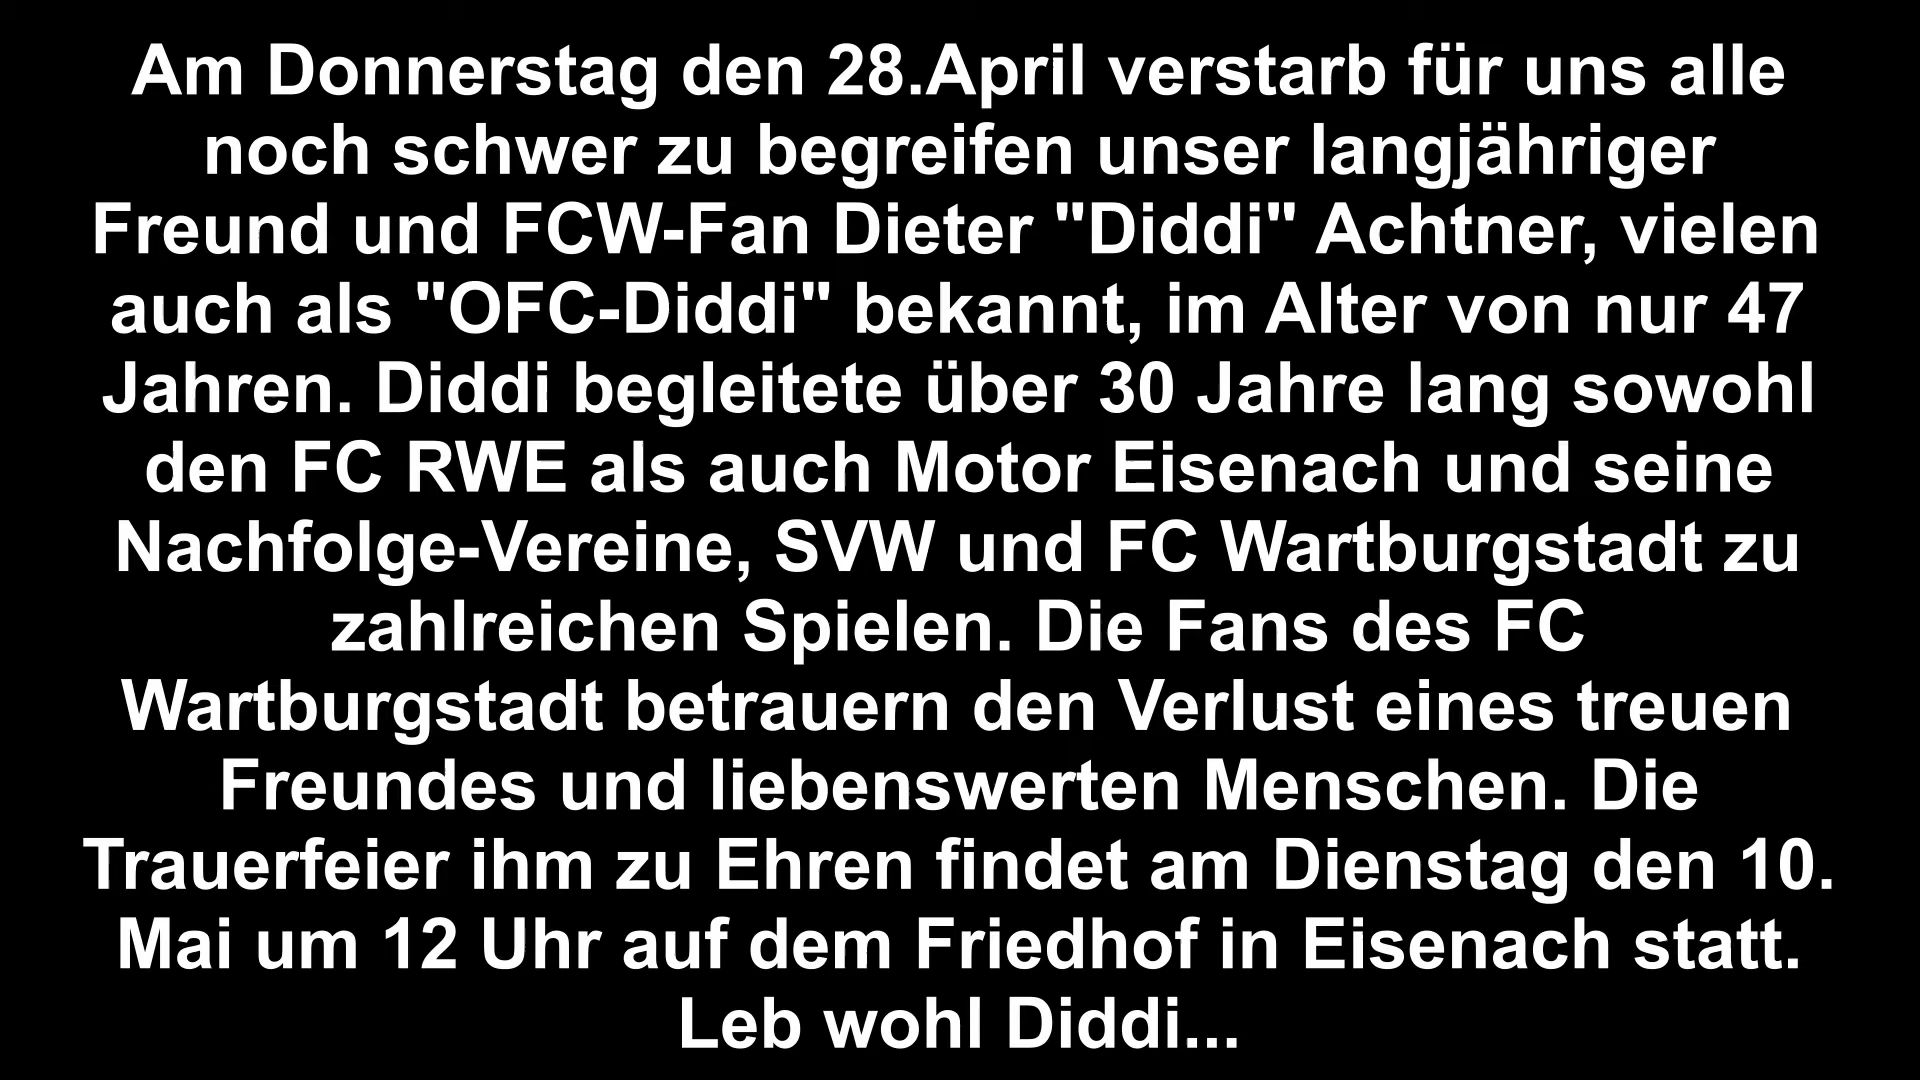 Am Donnerstag den 28.April verstarb für uns alle
noch schwer zu begreifen unser langjähriger
Freund und FCW-Fan Dieter "Diddi" Achtner, vielen
auch als "OFC-Diddi" bekannt, im Alter von nur 47
Jahren. Diddi begleitete über 30 Jahre lang sowohl
den FC RWE als auch Motor Eisenach und seine
Nachfolge-Vereine, SVW und FC Wartburgstadt zu
zahlreichen Spielen. Die Fans des FC
Wartburgstadt betrauern den Verlust eines treuen
Freundes und liebenswerten Menschen. Die
Trauerfeier ihm zu Ehren findet am Dienstag den 10.
Mai um 12 Uhr auf dem Friedhof in Eisenach statt.
Leb wohl Diddi...